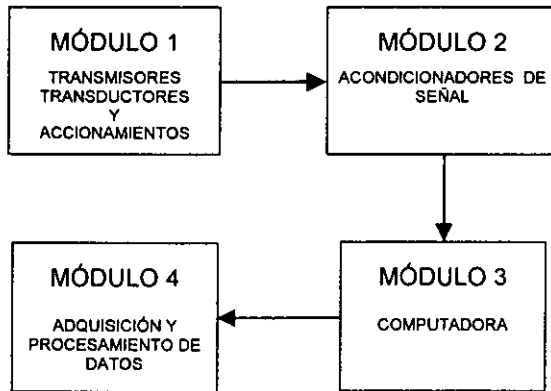 MÓDULO 1
TRANSMISORES
TRANSDUCTORES
Y
ACCIONAMIENTOS
MÓDULO 2
ACONDICIONADORES DE
SEÑAL
MÓDULO 4
ADQUISICIÓN Y
PROCESAMIENTO DE
DATOS
MÓDULO 3
COMPUTADORA